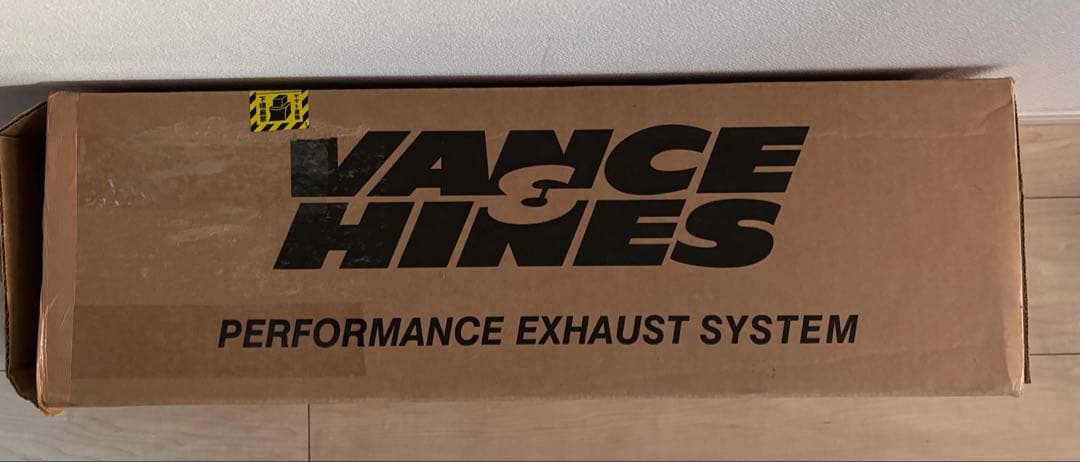 VANCE
&
HINES
PERFORMANCE EXHAUST SYSTEM